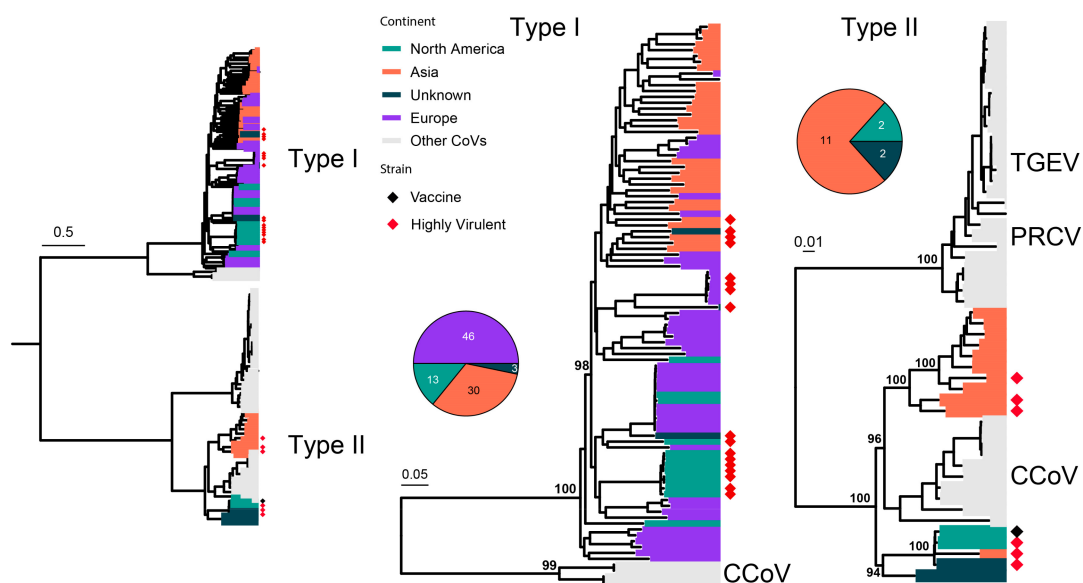 0.5
Type I
Type II
Continent
North America
Asia
Unknown
Europe
Other CoVs
Strain
Vaccine
Highly Virulent
Type I
46
3
30
13
98
100
99
0.05
CCoV
Type II
11
2
2
0.01
TGEV
PRCV
100
100
100
96
CCoV
100
100
94